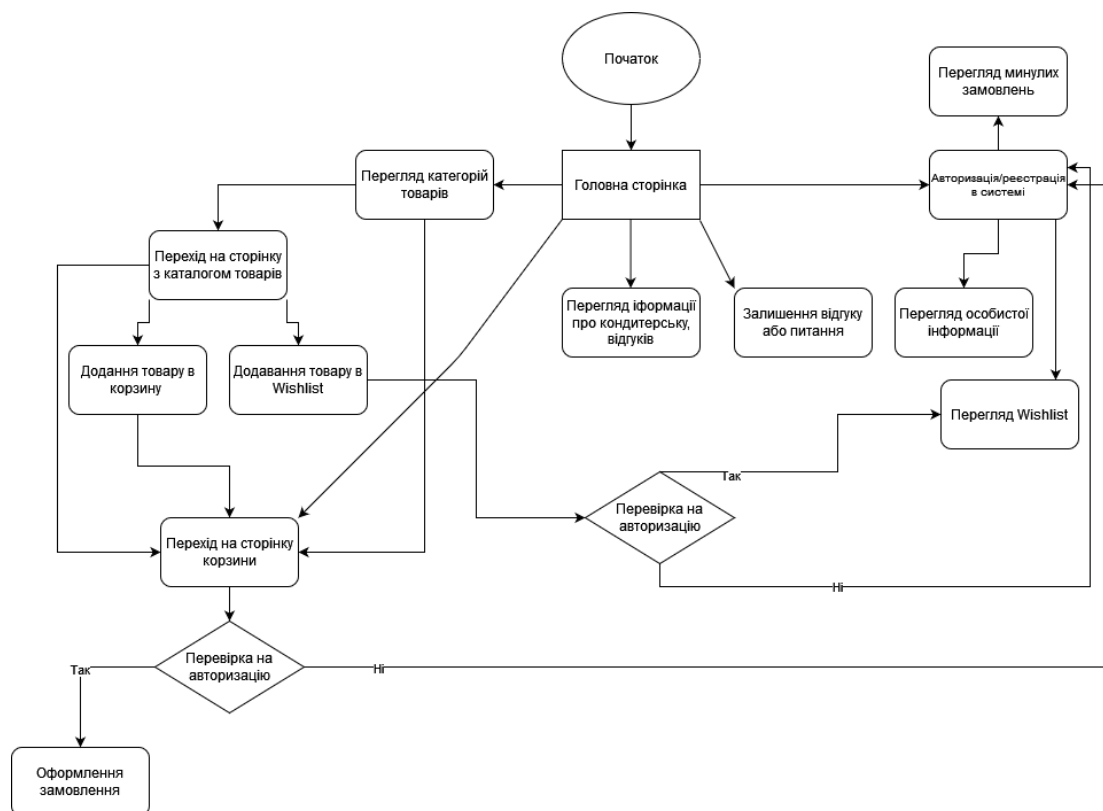 Початок
Перегляд минулих
замовлень
Перегляд категорій
товарів
Головна сторінка
Авторизація/реєстрація
в системі
Перехід на сторінку
з каталогом товарів
Перегляд іформації
про кондитерську,
відгуків
Залишення відгуку
або питання
Перегляд особистої
інформації
Додання товару в
корзину
Додавання товару в
Wishlist
Перегляд Wishlist
Так
Перевірка на
авторизацію
Перехід на сторінку
корзини
Ні
Так
Перевірка на
авторизацію
Ні
Оформлення
замовлення